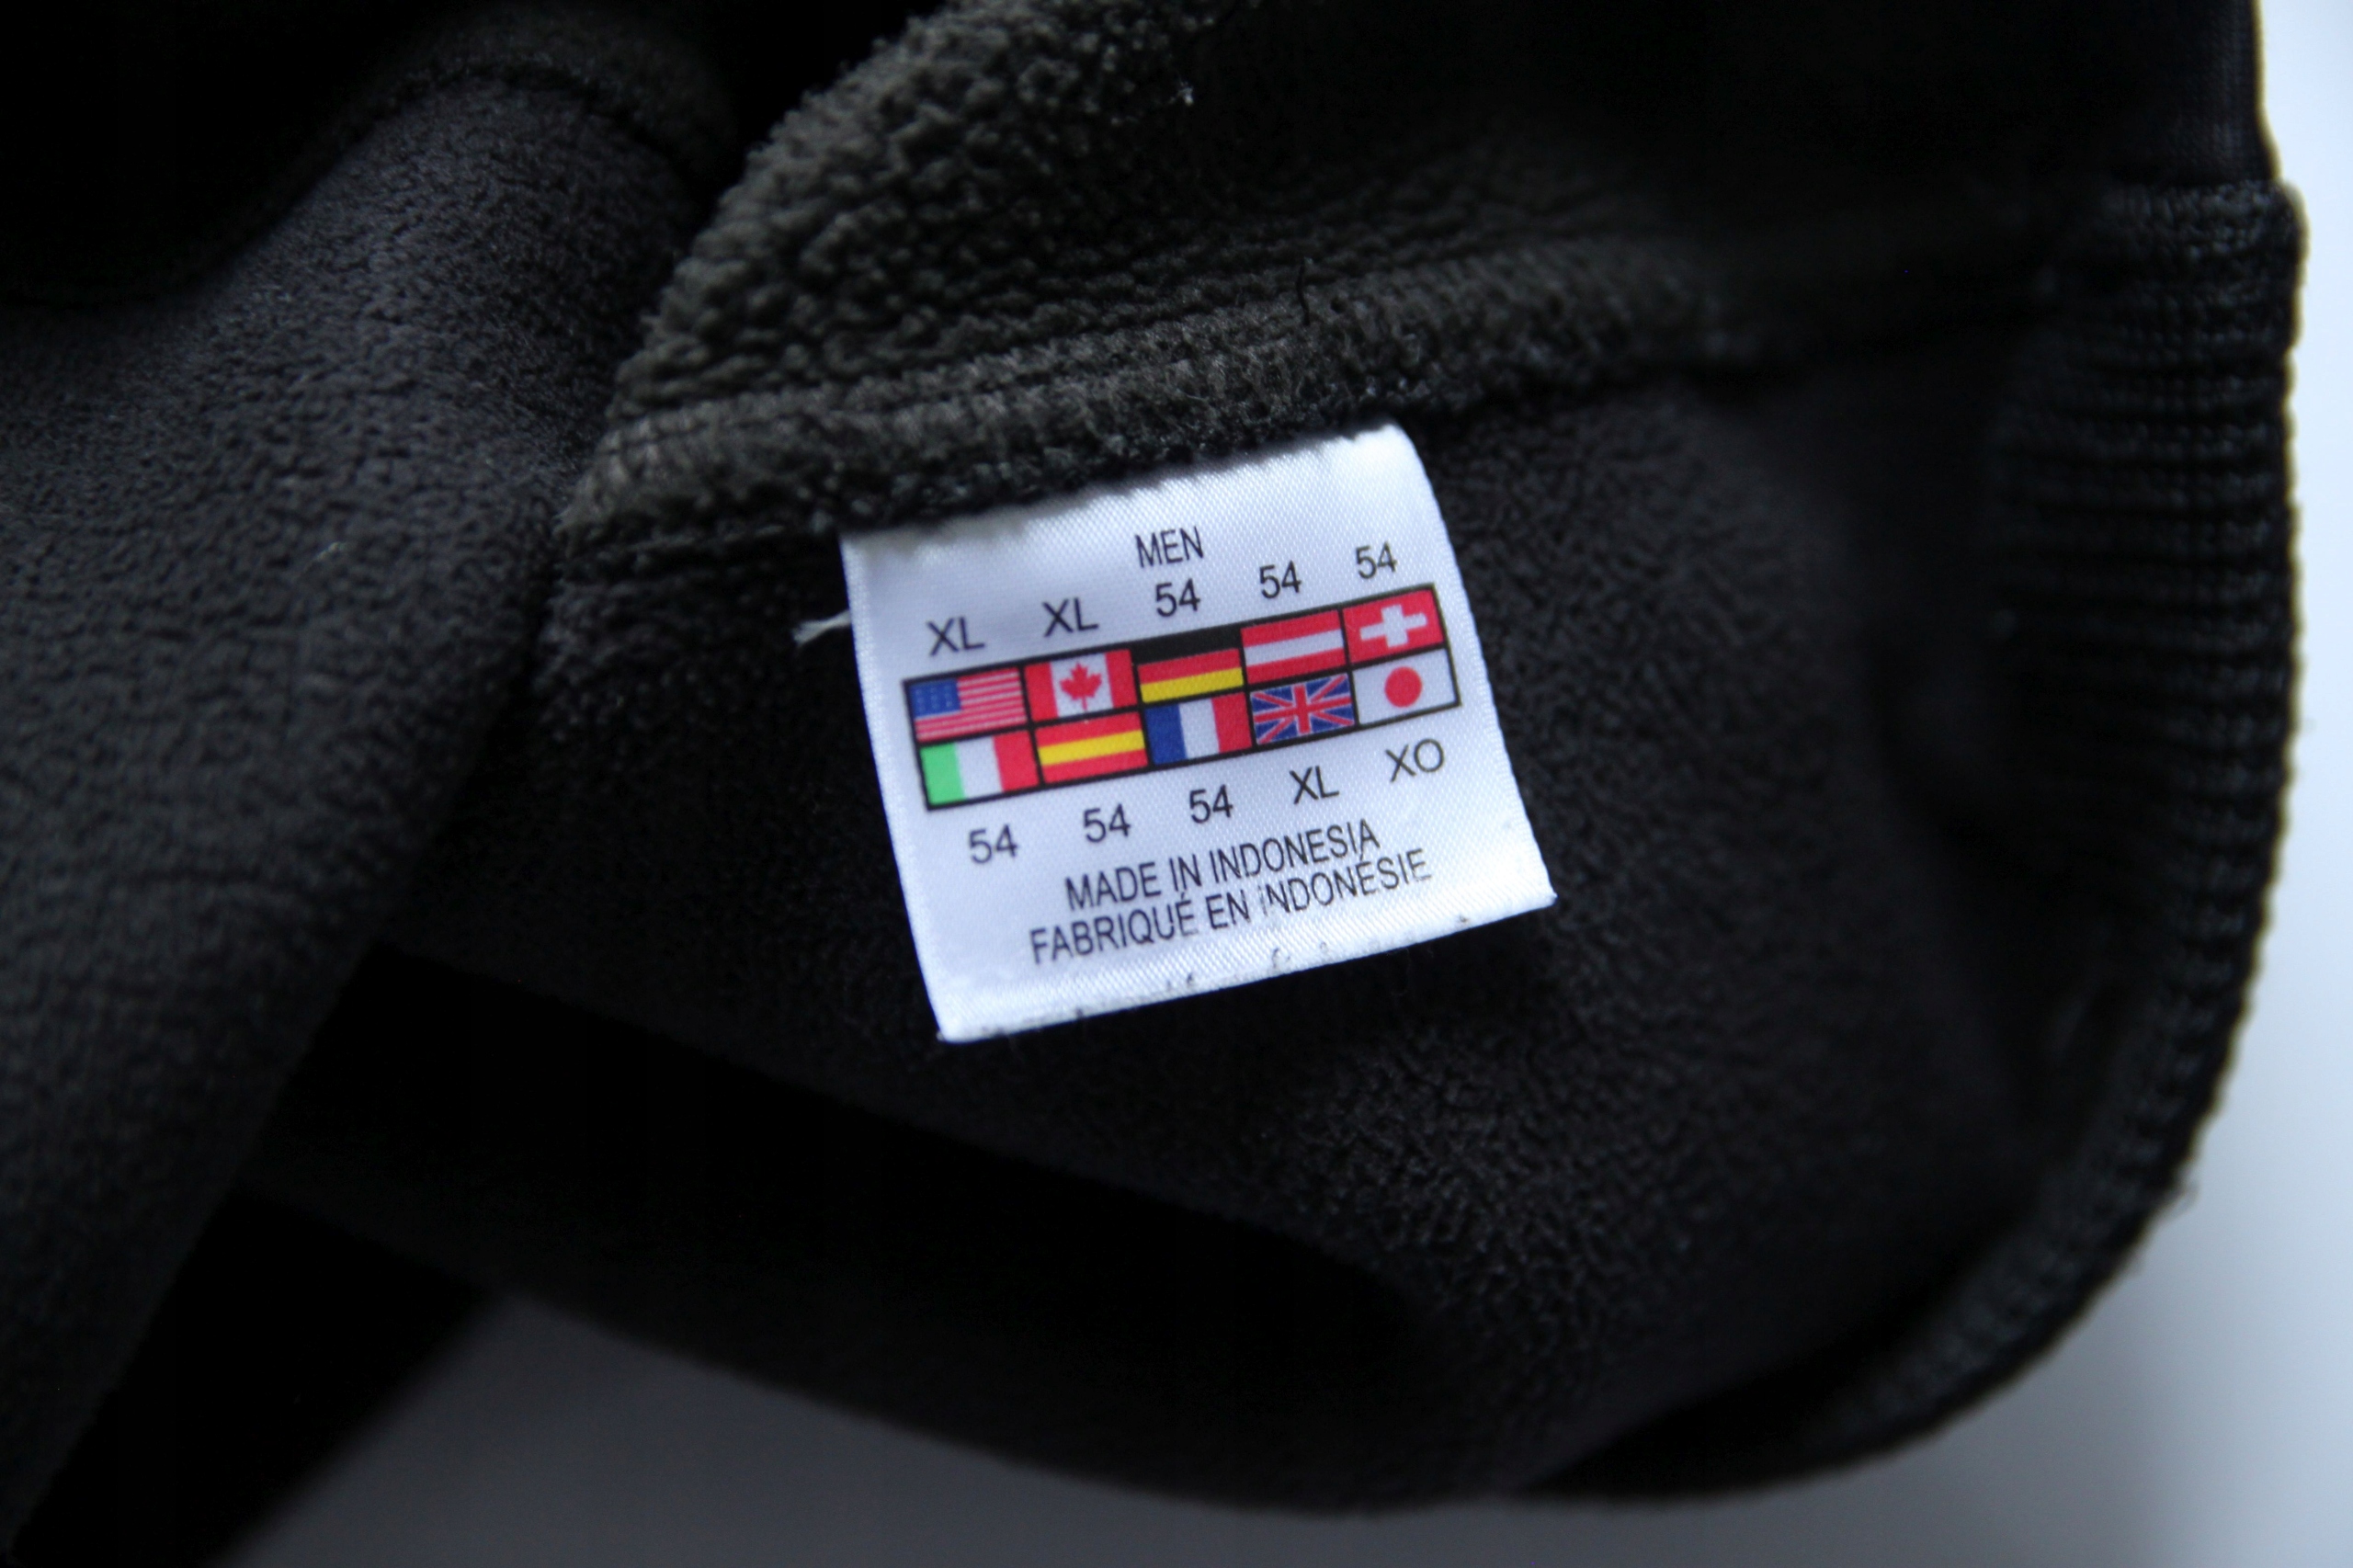 MEN
XL XL 54 54 54
54 54 54 XL XO
MADE IN INDONESIA
FABRIQUÉ EN INDONÉSIE